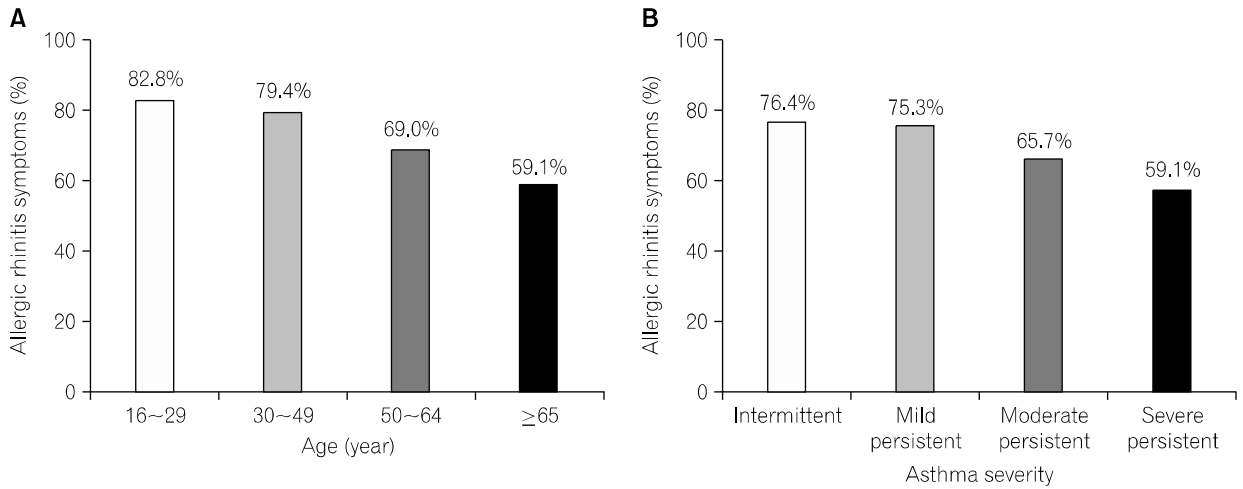 A
Allergic rhinitis symptoms (%)
100
80
60
40
20
0
82.8%
79.4%
69.0%
59.1%
16~29
30~49
50~64
≥65
Age (year)
B
Allergic rhinitis symptoms (%)
100
80
60
40
20
0
76.4%
75.3%
65.7%
59.1%
Intermittent
Mild
persistent
Moderate
persistent
Severe
persistent
Asthma severity